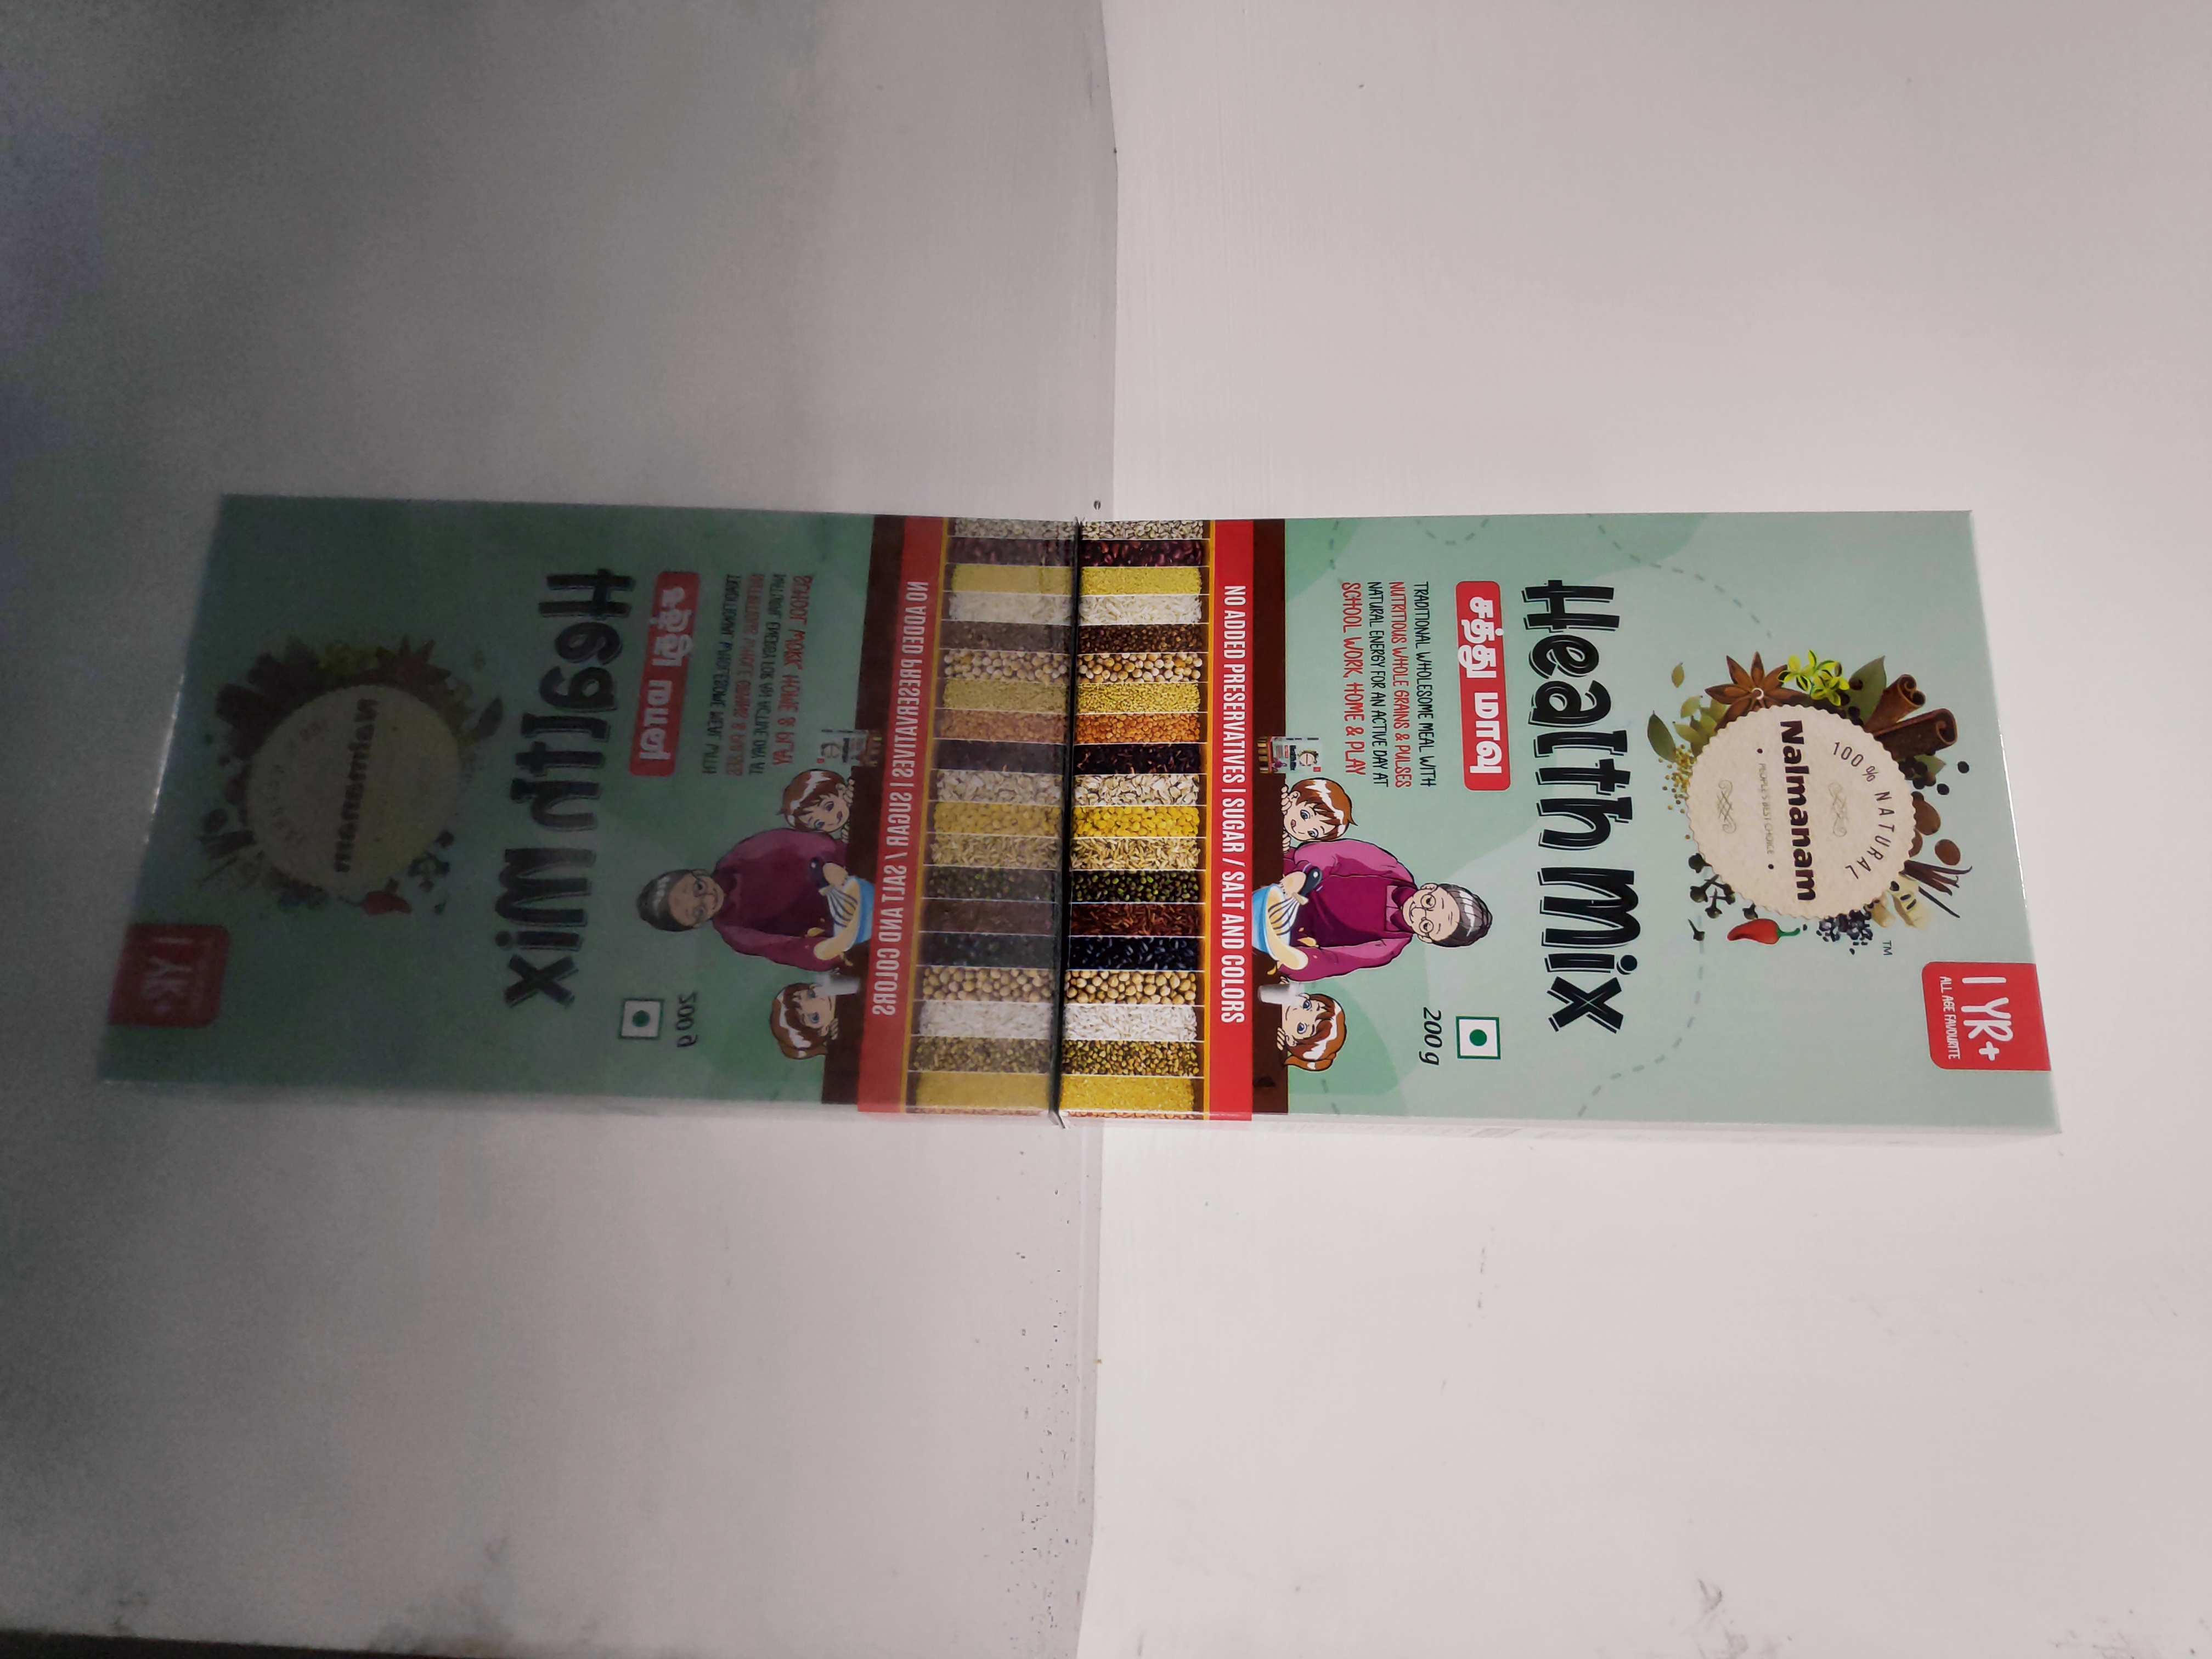 1 YR+
ALL AGE FAVOURITE
100% NATURAL
TM
Nalmanam
• PEOPLE'S BEST CHOICE •
Health Mix
சத்து மாவு
200 g
TRADITIONAL WHOLESOME MEAL WITH
NUTRITIOUS WHOLE GRAINS & PULSES
NATURAL ENERGY FOR AN ACTIVE DAY AT
SCHOOL WORK, HOME & PLAY
Health Mix
NO ADDED PRESERVATIVES | SUGAR / SALT AND COLORS